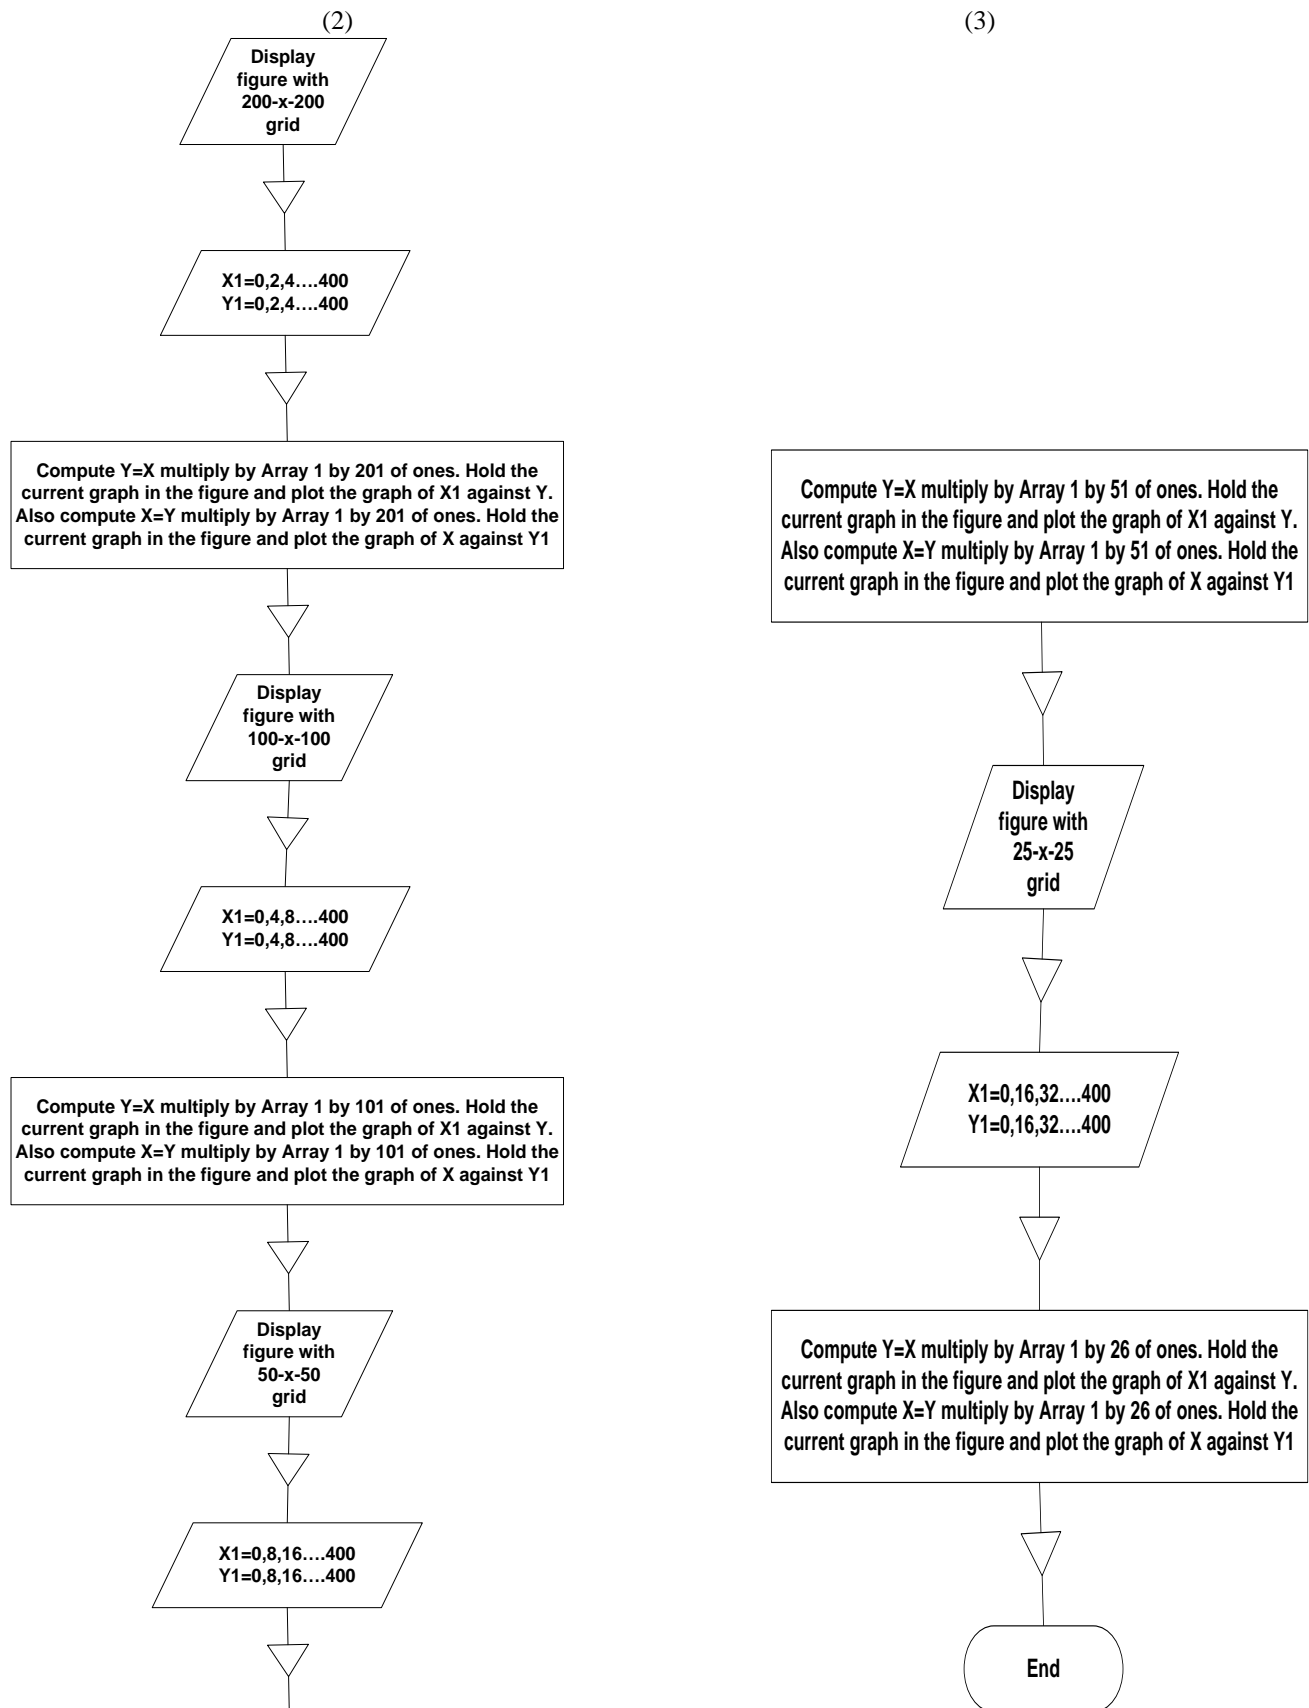 (2)
Display
figure with
200-x-200
grid
X1=0,2,4….400
Y1=0,2,4….400
Compute Y=X multiply by Array 1 by 201 of ones. Hold the
current graph in the figure and plot the graph of X1 against Y.
Also compute X=Y multiply by Array 1 by 201 of ones. Hold the
current graph in the figure and plot the graph of X against Y1
Display
figure with
100-x-100
grid
X1=0,4,8….400
Y1=0,4,8….400
Compute Y=X multiply by Array 1 by 101 of ones. Hold the
current graph in the figure and plot the graph of X1 against Y.
Also compute X=Y multiply by Array 1 by 101 of ones. Hold the
current graph in the figure and plot the graph of X against Y1
Display
figure with
50-x-50
grid
X1=0,8,16….400
Y1=0,8,16….400
(3)
Compute Y=X multiply by Array 1 by 51 of ones. Hold the
current graph in the figure and plot the graph of X1 against Y.
Also compute X=Y multiply by Array 1 by 51 of ones. Hold the
current graph in the figure and plot the graph of X against Y1
Display
figure with
25-x-25
grid
X1=0,16,32….400
Y1=0,16,32….400
Compute Y=X multiply by Array 1 by 26 of ones. Hold the
current graph in the figure and plot the graph of X1 against Y.
Also compute X=Y multiply by Array 1 by 26 of ones. Hold the
current graph in the figure and plot the graph of X against Y1
End